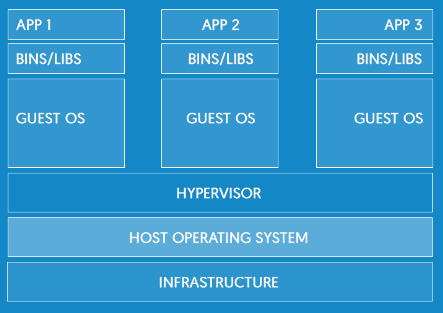 APP 1
APP 2
APP 3
BINS/LIBS
BINS/LIBS
BINS/LIBS
GUEST OS
GUEST OS
GUEST OS
HYPERVISOR
HOST OPERATING SYSTEM
INFRASTRUCTURE